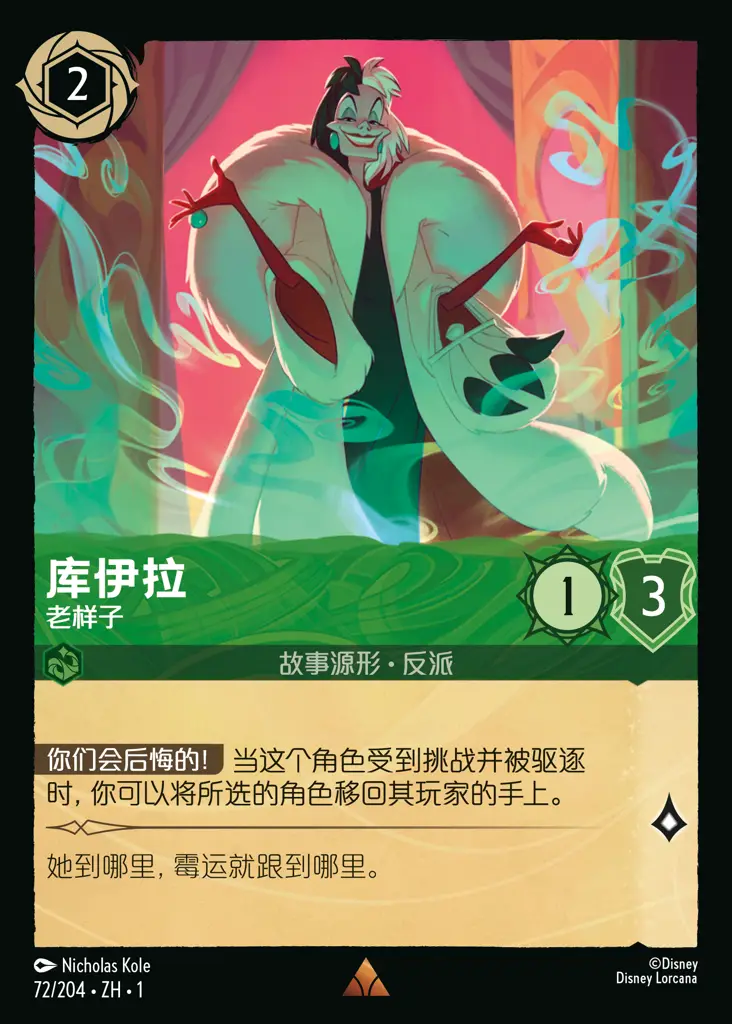 2
库伊拉
老样子
1
3
故事源形 • 反派
你们会后悔的! 当这个角色受到挑战并被驱逐
时, 你可以将所选的角色移回其玩家的手上。
她到哪里, 霉运就跟到哪里。
Nicholas Kole
72/204 • ZH • 1
©Disney
Disney Lorcana